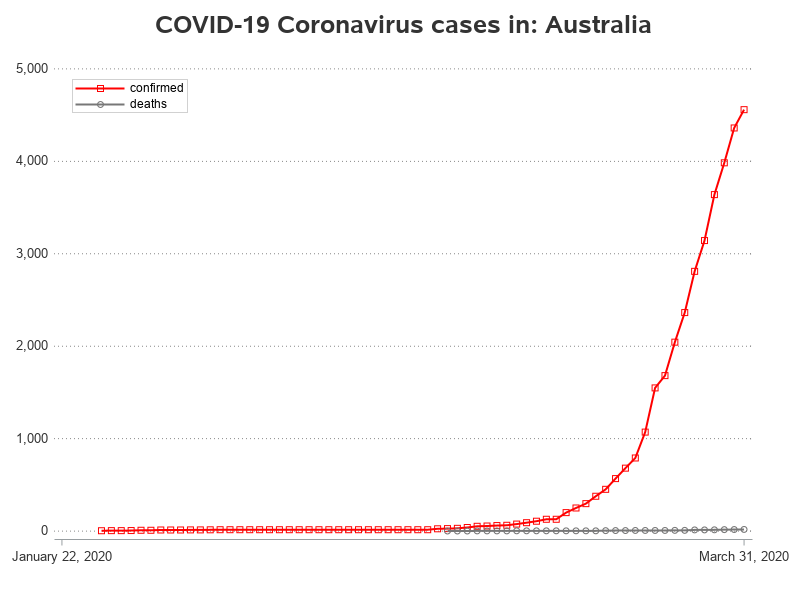 COVID-19 Coronavirus cases in: Australia
5,000
confirmed
deaths
4,000
3,000
2,000
1,000
0
January 22, 2020
March 31, 2020